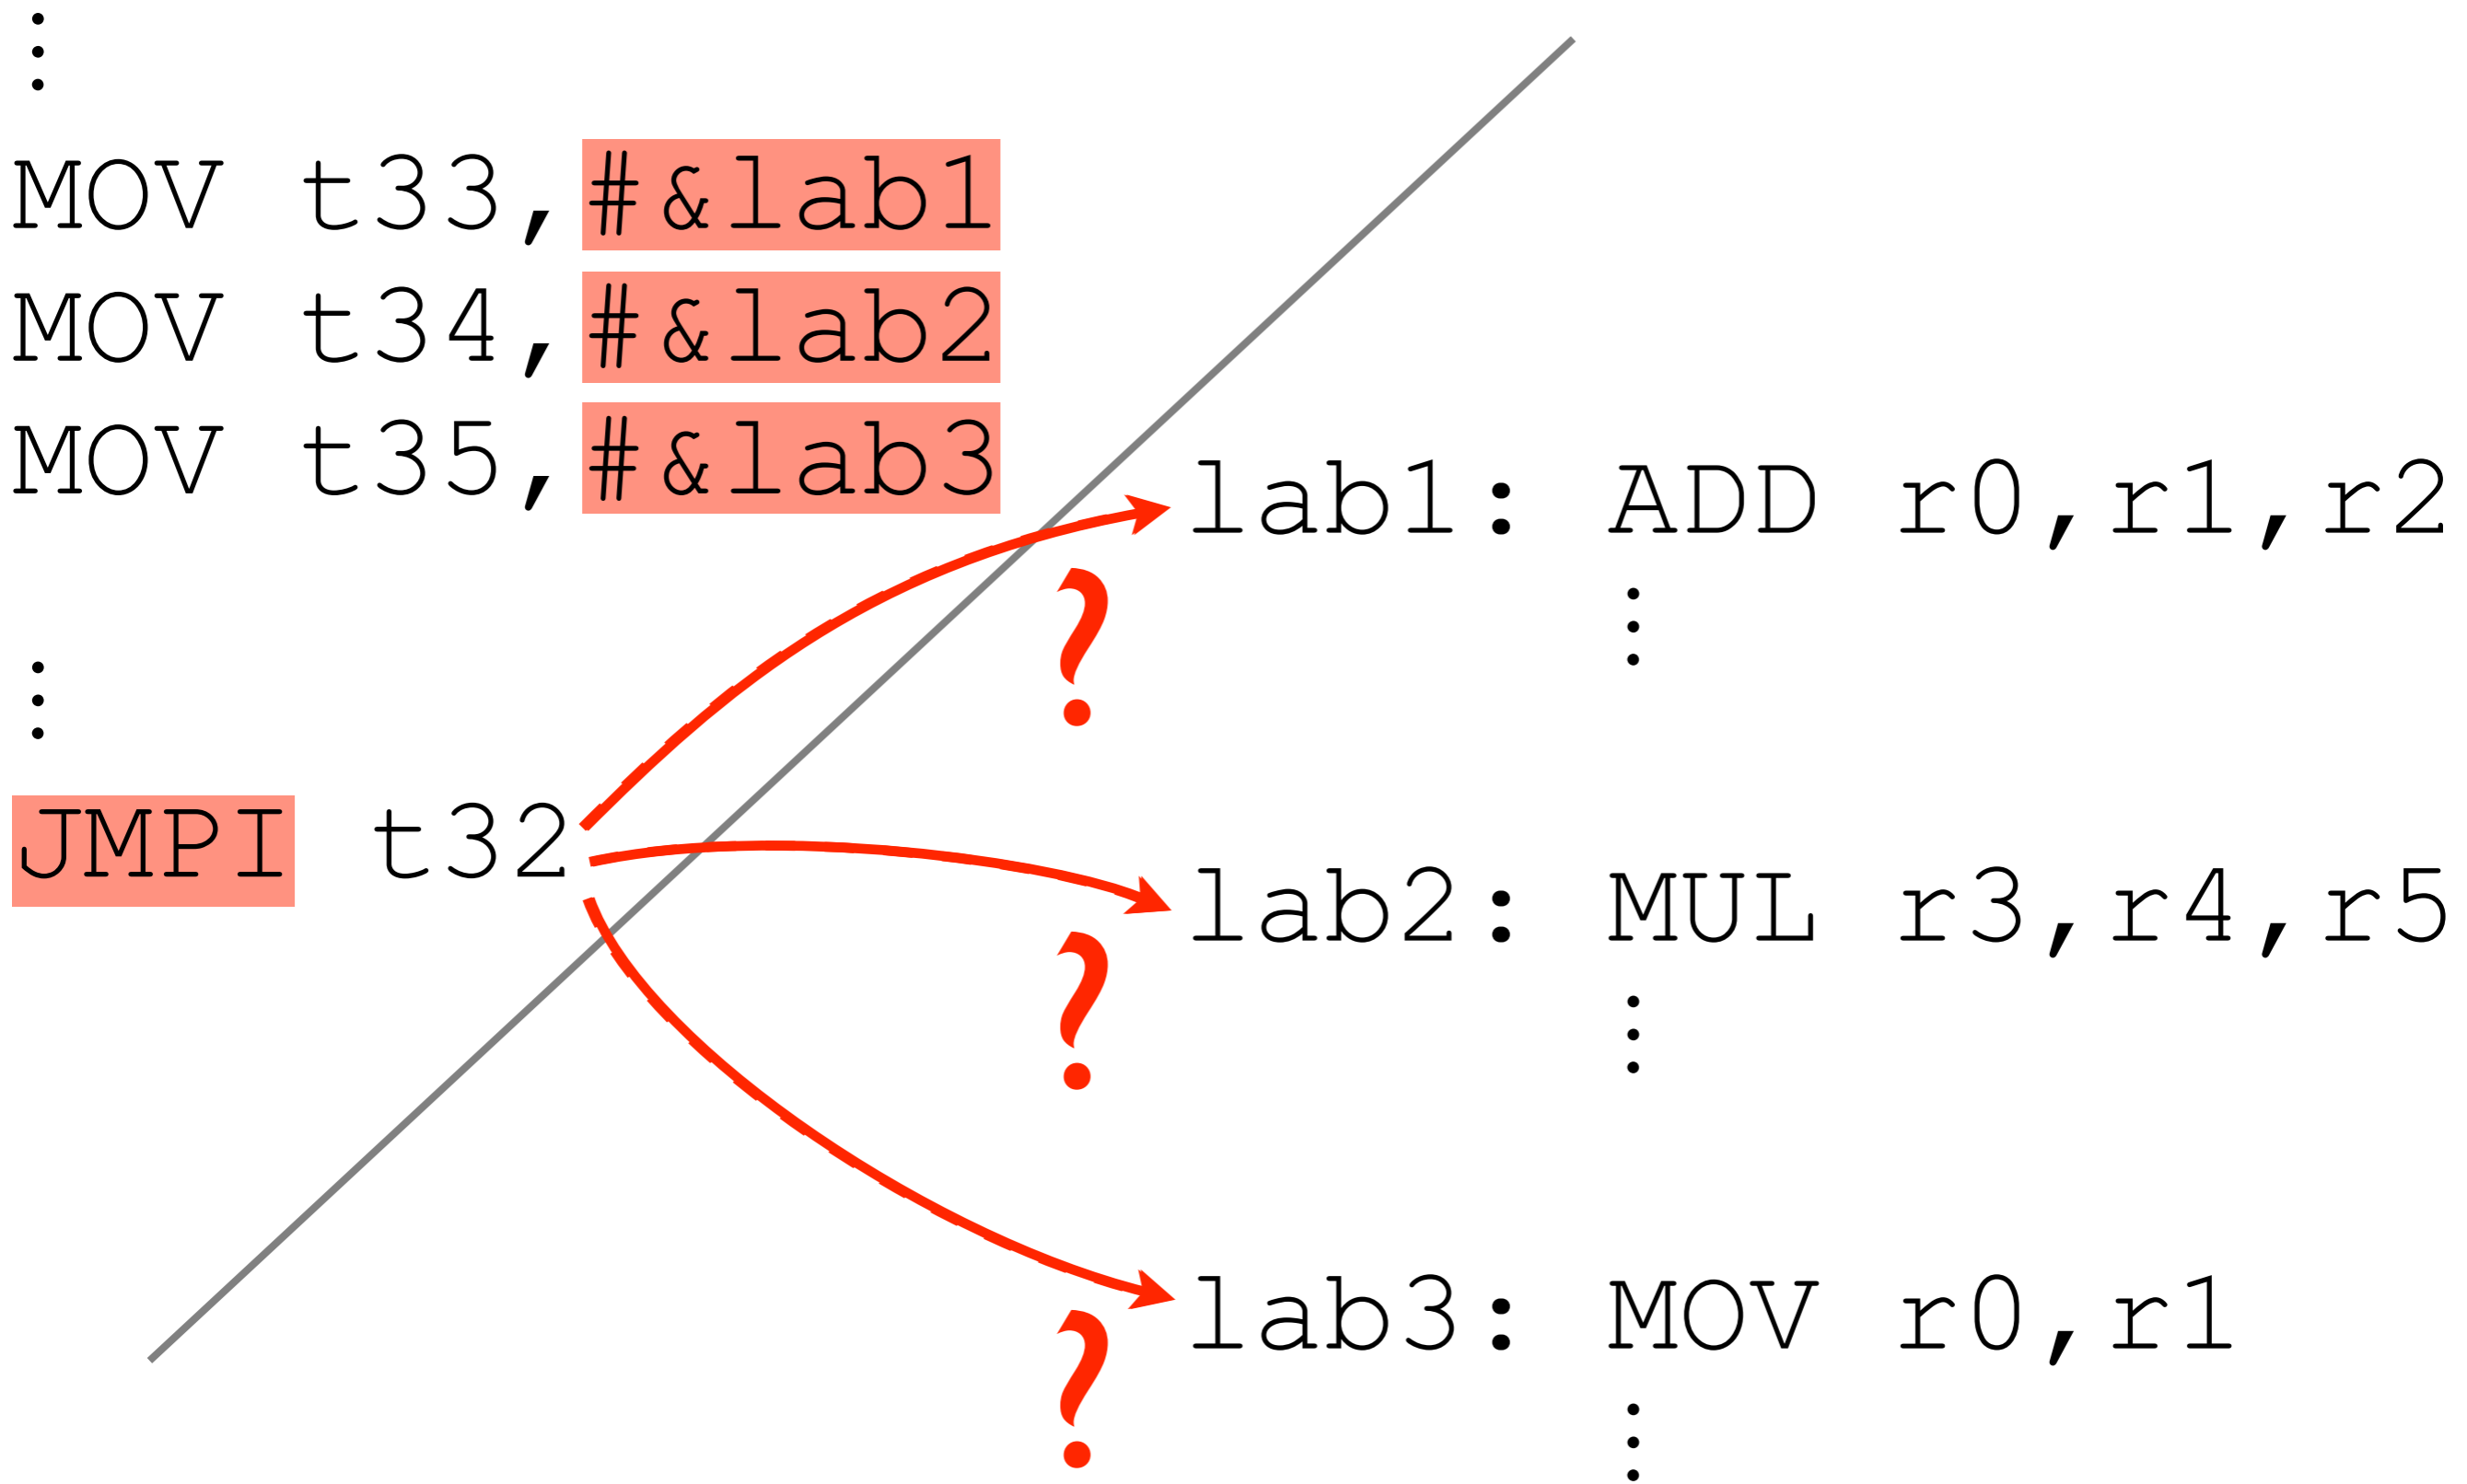 MOV t33,#&lab1
MOV t34,#&lab2
MOV t35,#&lab3
JMPI t32
?
?
?
lab1: ADD r0,r1,r2
lab2: MUL r3,r4,r5
lab3: MOV r0,r1